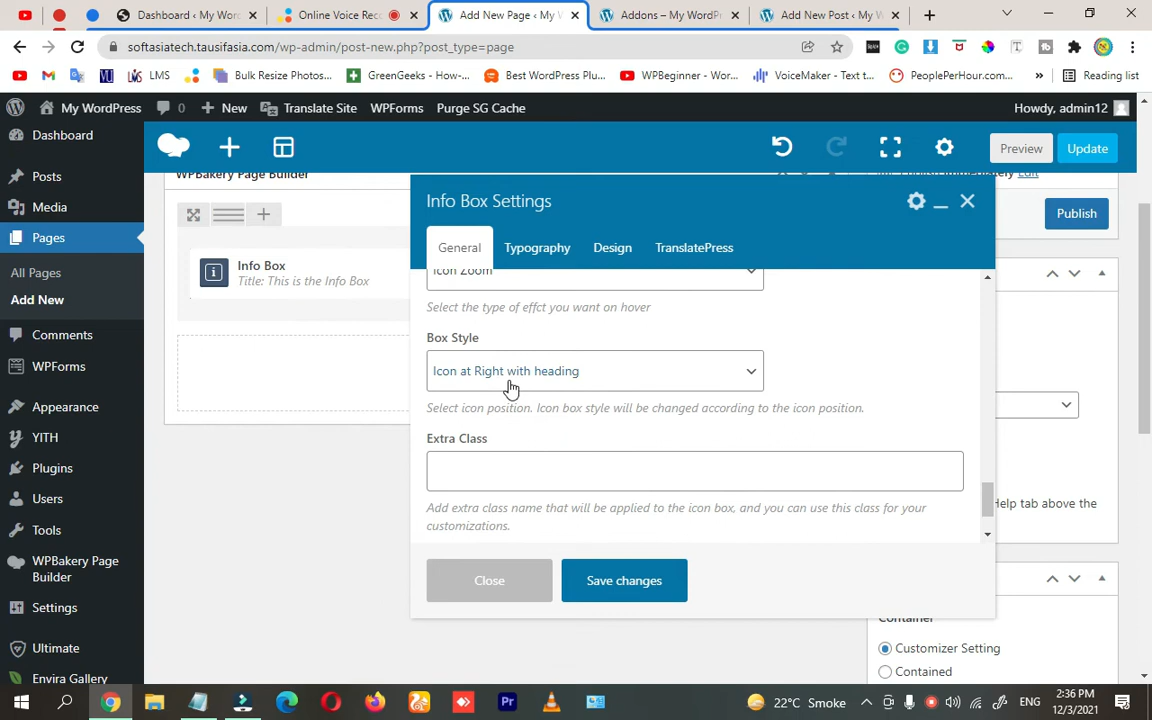 Dashboard ‹ My Wor
Online Voice Rec
Add New Page ‹ My W
Addons – My WordPr
Add New Post ‹ My W
softasiatech.tausifasia.com/wp-admin/post-new.php?post_type=page
LMS
Bulk Resize Photos...
GreenGeeks - How-...
Best WordPress Plu...
WPBeginner - Wor...
VoiceMaker - Text t...
PeoplePerHour.com...
»
Reading list
My WordPress
0
New
Translate Site
WPForms
Purge SG Cache
Howdy, admin12
Dashboard
Posts
Media
Pages
All Pages
Add New
Comments
WPForms
Appearance
YITH
Plugins
Users
Tools
WPBakery Page
Builder
Settings
Ultimate
Envira Gallery
Preview
Update
WPBakery Page Builder
immediately Edit
Publish
Info Box
Title: This is the Info Box
Info Box Settings
General
Typography
Design
TranslatePress
Icon Zoom
Select the type of effct you want on hover
Box Style
Icon at Right with heading
Select icon position. Icon box style will be changed according to the icon position.
Extra Class
Add extra class name that will be applied to the icon box, and you can use this class for your
customizations.
Close
Save changes
Help tab above the
Container
Customizer Setting
Contained
22°C Smoke
ENG
2:36 PM
12/3/2021